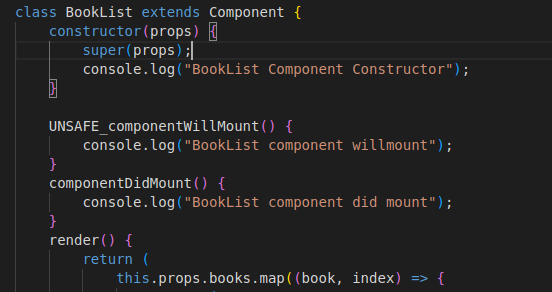 class BookList extends Component {
constructor(props) {
super(props);
console.log("BookList Component Constructor");
}
UNSAFE_componentWillMount() {
console.log("BookList component willmount");
}
componentDidMount() {
console.log("BookList component did mount");
}
render() {
return (
this.props.books.map((book, index) => {